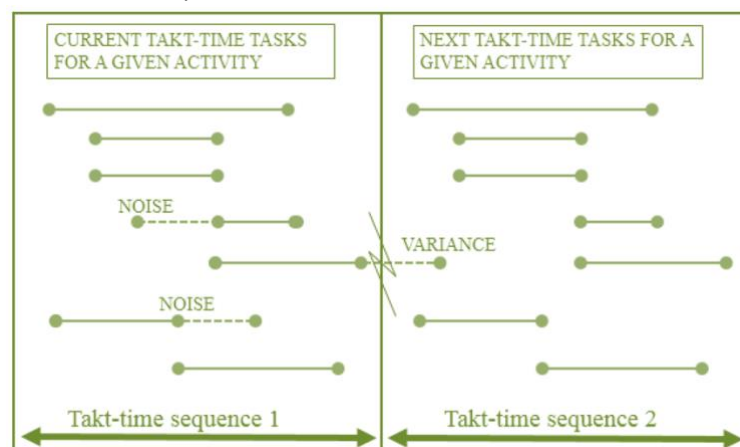 CURRENT TAKT-TIME TASKS
FOR A GIVEN ACTIVITY
NEXT TAKT-TIME TASKS FOR A
GIVEN ACTIVITY
NOISE
VARIANCE
NOISE
Takt-time sequence 1
Takt-time sequence 2